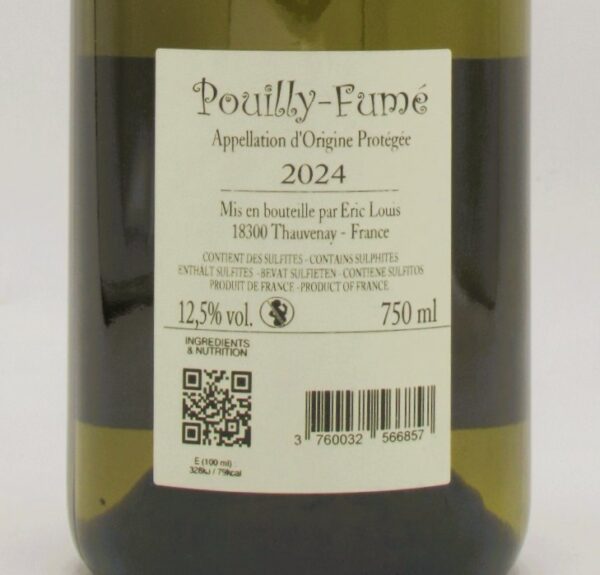 Pouilly-Fumé
Appellation d'Origine Protégée
2024
Mis en bouteille par Eric Louis
18300 Thauvenay - France
CONTIENT DES SULFITES - CONTAINS SULPHITES
ENTHALT SULFITES - BEVAT SULFIETEN - CONTIENE SULFITOS
PRODUIT DE FRANCE - PRODUCT OF FRANCE
12,5% vol. 750 ml
INGREDIENTS
& NUTRITION
E (100 ml) :
328kJ / 79kcal
3 760032 566857